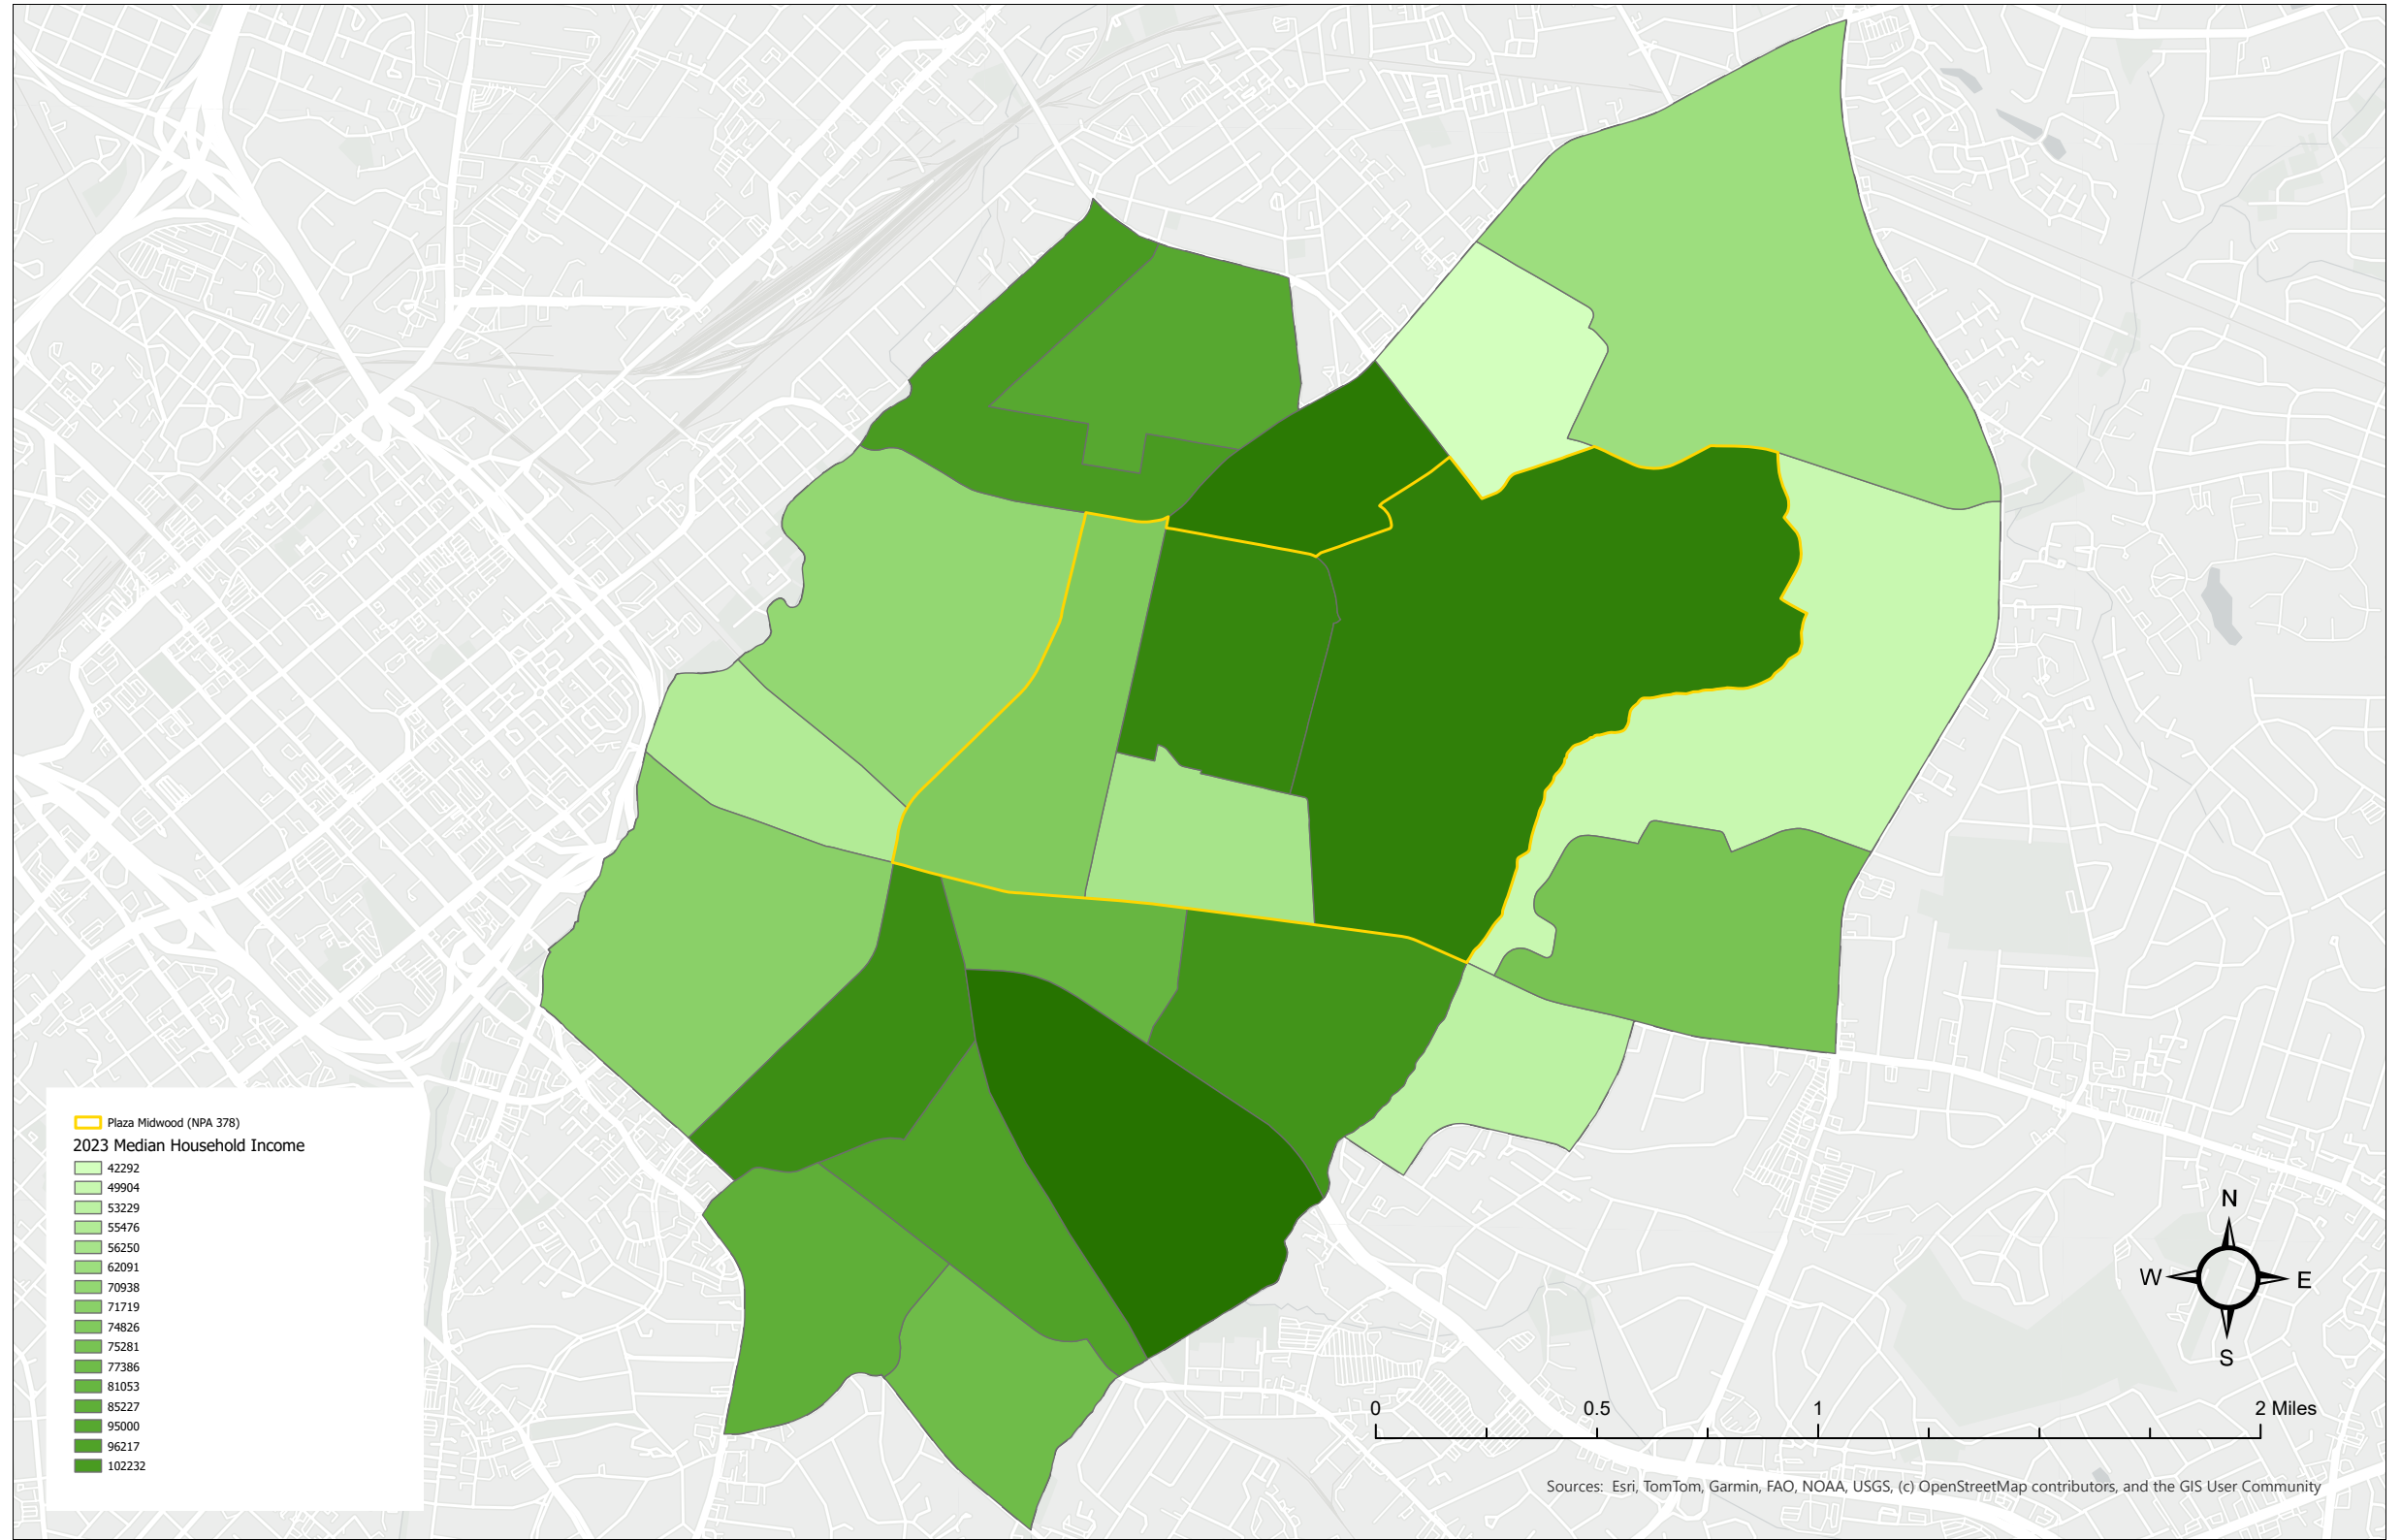 Plaza Midwood (NPA 378)
2023 Median Household Income
42292
49904
53229
55476
56250
62091
70938
71719
74826
75281
77386
81053
85227
95000
96217
102232
N
W E
S
0 0.5 1 2 Miles
Sources: Esri, TomTom, Garmin, FAO, NOAA, USGS, (c) OpenStreetMap contributors, and the GIS User Community